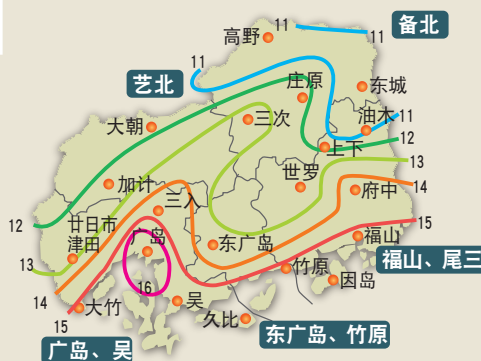 11
高野
11
备北
11
艺北
庄原
东城
大朝
三次
油木
11
上下
12
13
加计
世罗
府中
14
三入
12
廿日市
津田
广岛
东广岛
福山
15
13
福山、尾三
竹原
因岛
14
16
大竹
吴
久比
15
广岛、吴
东广岛、竹原